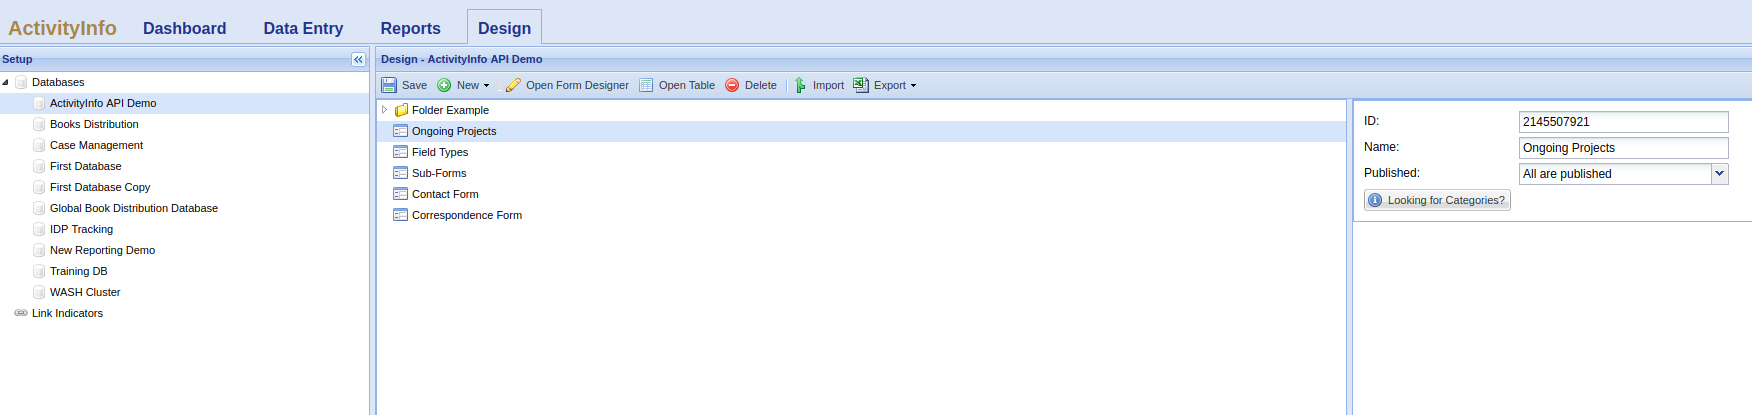 ActivityInfo Dashboard Data Entry Reports Design
Setup
Databases
ActivityInfo API Demo
Books Distribution
Case Management
First Database
First Database Copy
Global Book Distribution Database
IDP Tracking
New Reporting Demo
Training DB
WASH Cluster
Link Indicators
Design - ActivityInfo API Demo
Save New Open Form Designer Open Table Delete Import Export
Folder Example
Ongoing Projects
Field Types
Sub-Forms
Contact Form
Correspondence Form
ID: 2145507921
Name: Ongoing Projects
Published: All are published
Looking for Categories?